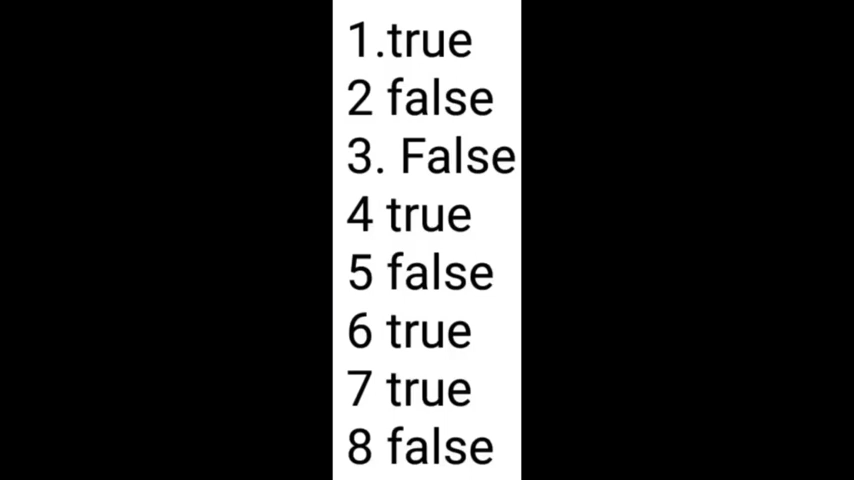 1.true
2 false
3. False
4 true
5 false
6 true
7 true
8 false